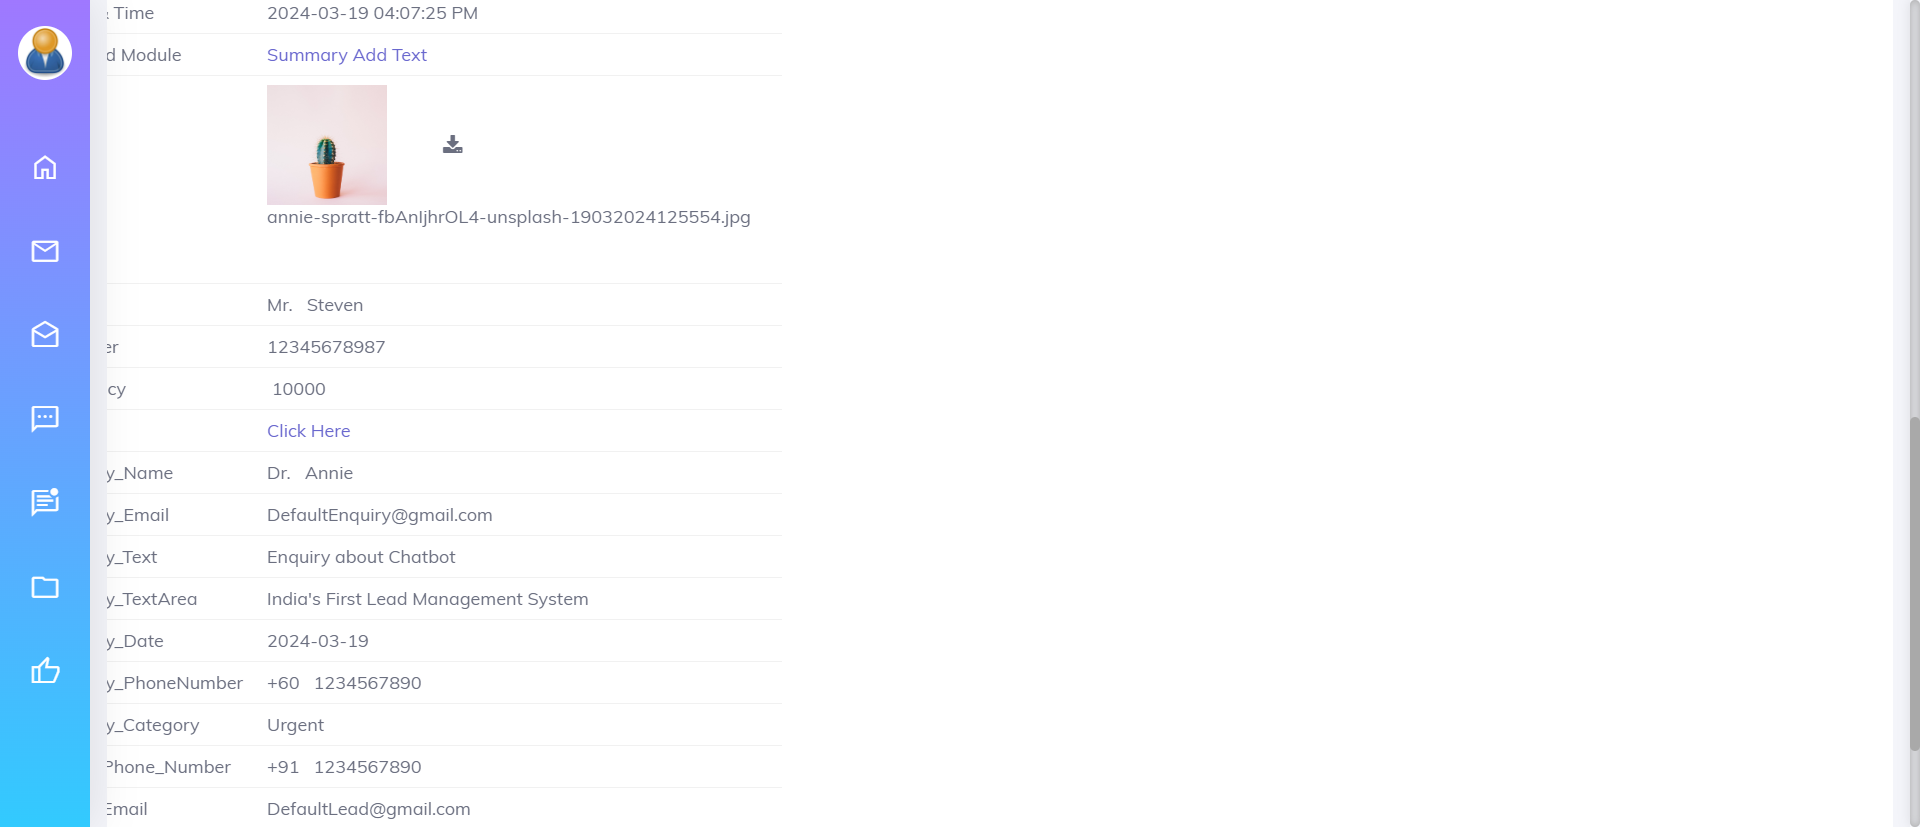 Time 2024-03-19 04:07:25 PM
d Module Summary Add Text
annie-spratt-fbAnIjhrOL4-unsplash-19032024125554.jpg
Mr. Steven
er 12345678987
cy 10000
Click Here
y_Name Dr. Annie
y_Email DefaultEnquiry@gmail.com
y_Text Enquiry about Chatbot
y_TextArea India's First Lead Management System
y_Date 2024-03-19
y_PhoneNumber +60 1234567890
y_Category Urgent
Phone_Number +91 1234567890
Email DefaultLead@gmail.com